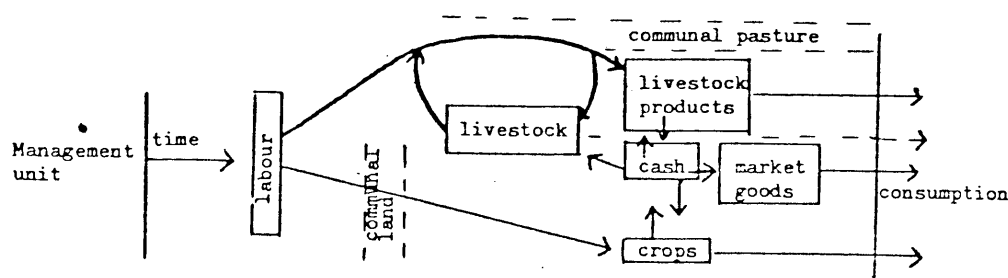 communal pasture
livestock
products
livestock
time
Management
unit
labour
communal
land
cash
market
goods
consumption
crops